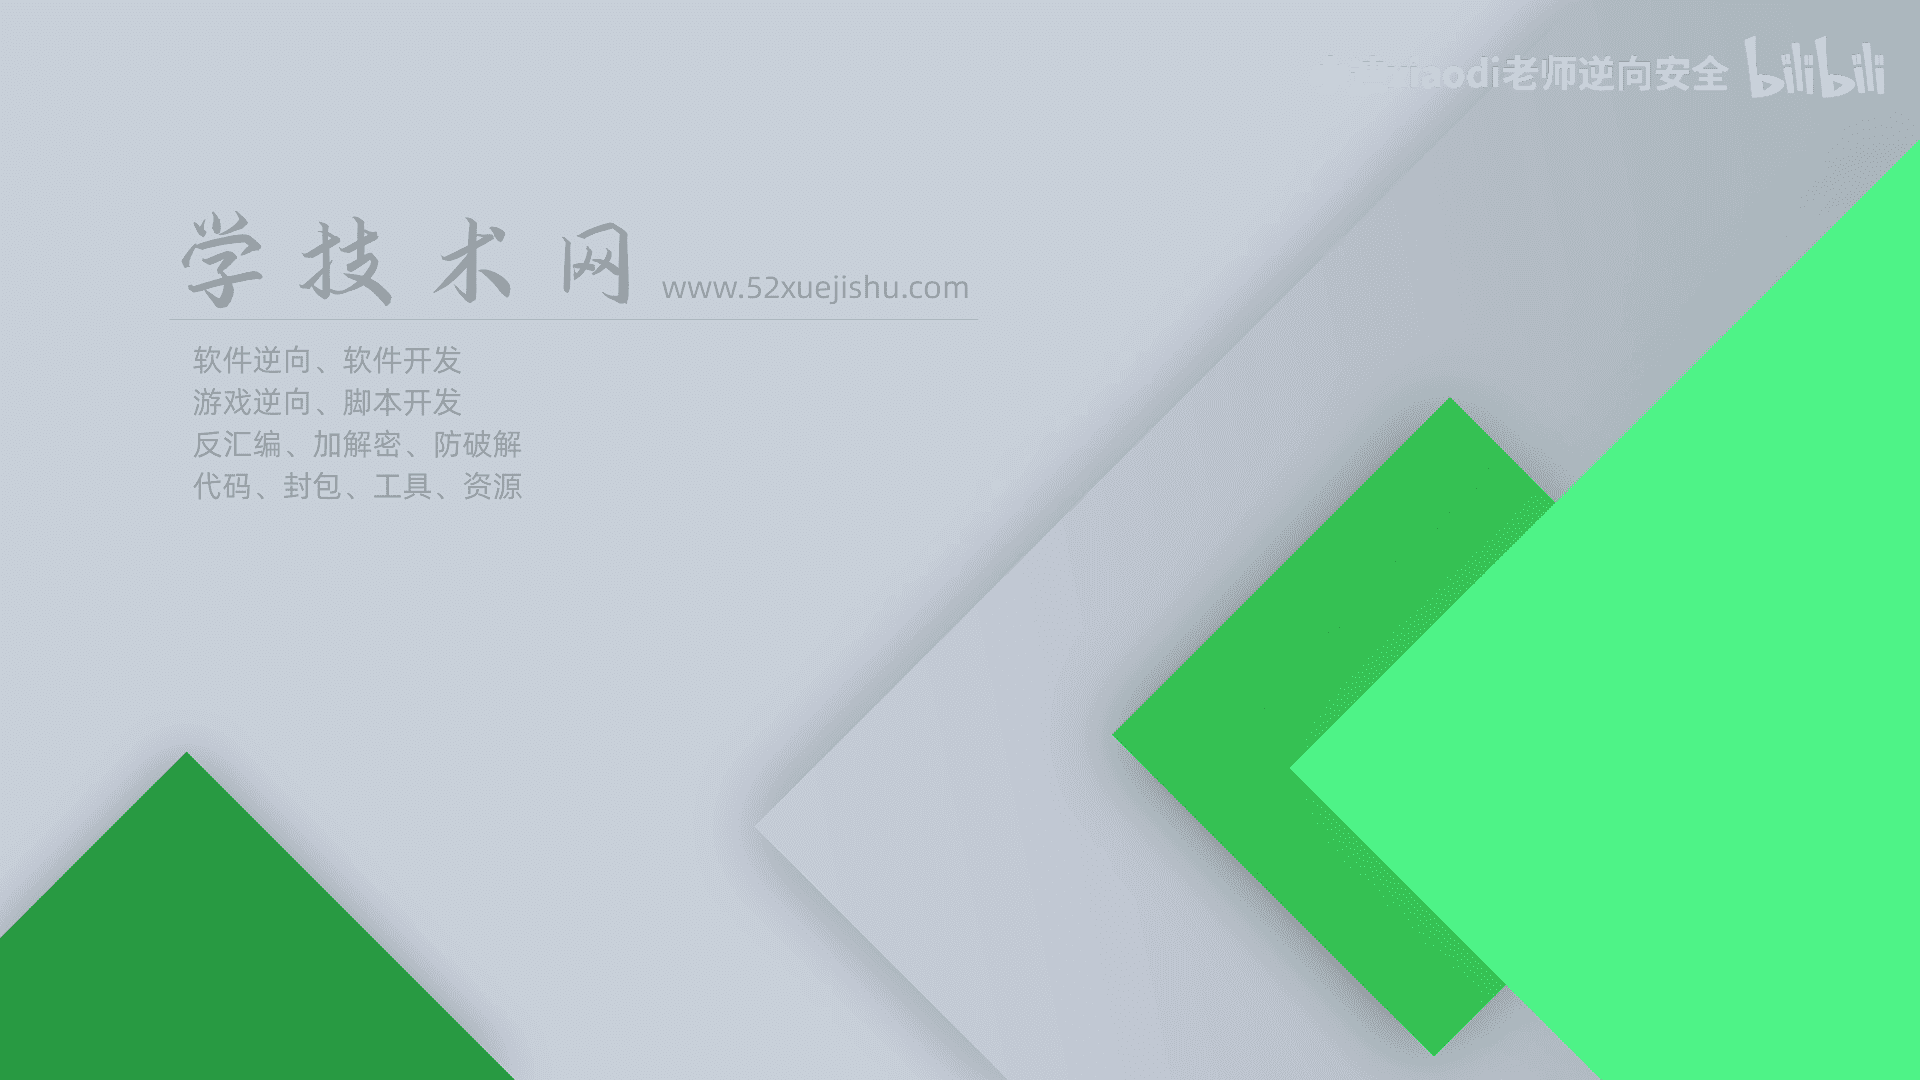 xiaodi老师逆向安全 bilibili
学技术网 www.52xuejishu.com
软件逆向、软件开发
游戏逆向、脚本开发
反汇编、加解密、防破解
代码、封包、工具、资源